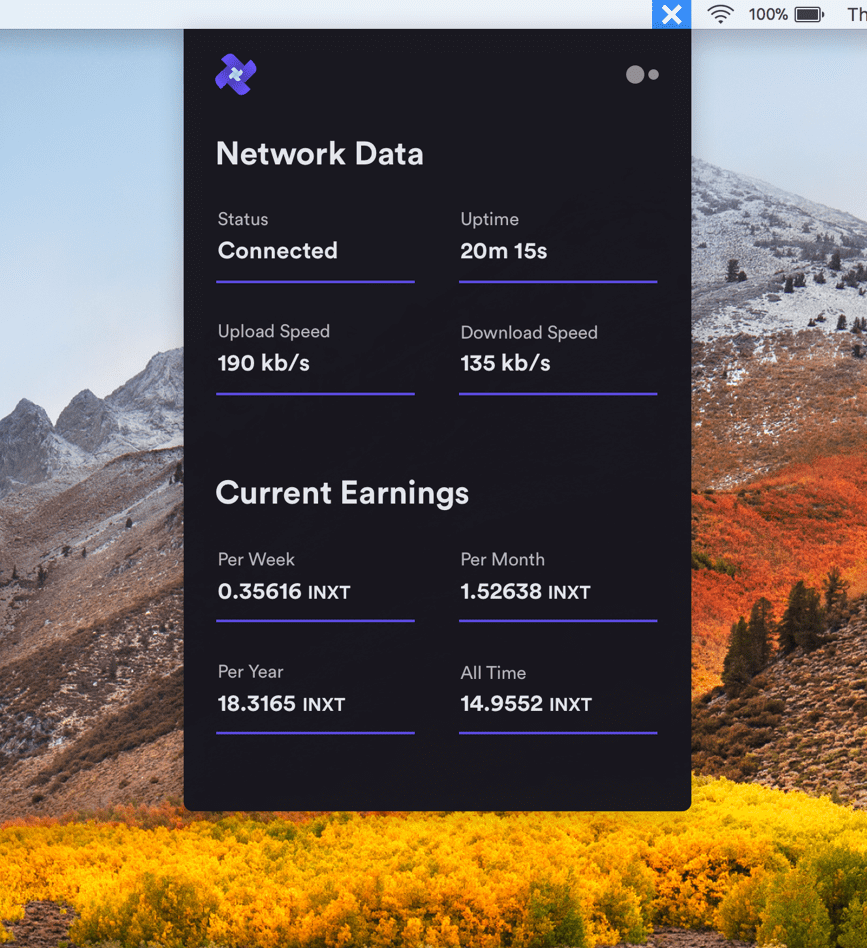 100% Th
Network Data
Status Uptime
Connected 20m 15s
Upload Speed Download Speed
190 kb/s 135 kb/s
Current Earnings
Per Week Per Month
0.35616 INXT 1.52638 INXT
Per Year All Time
18.3165 INXT 14.9552 INXT